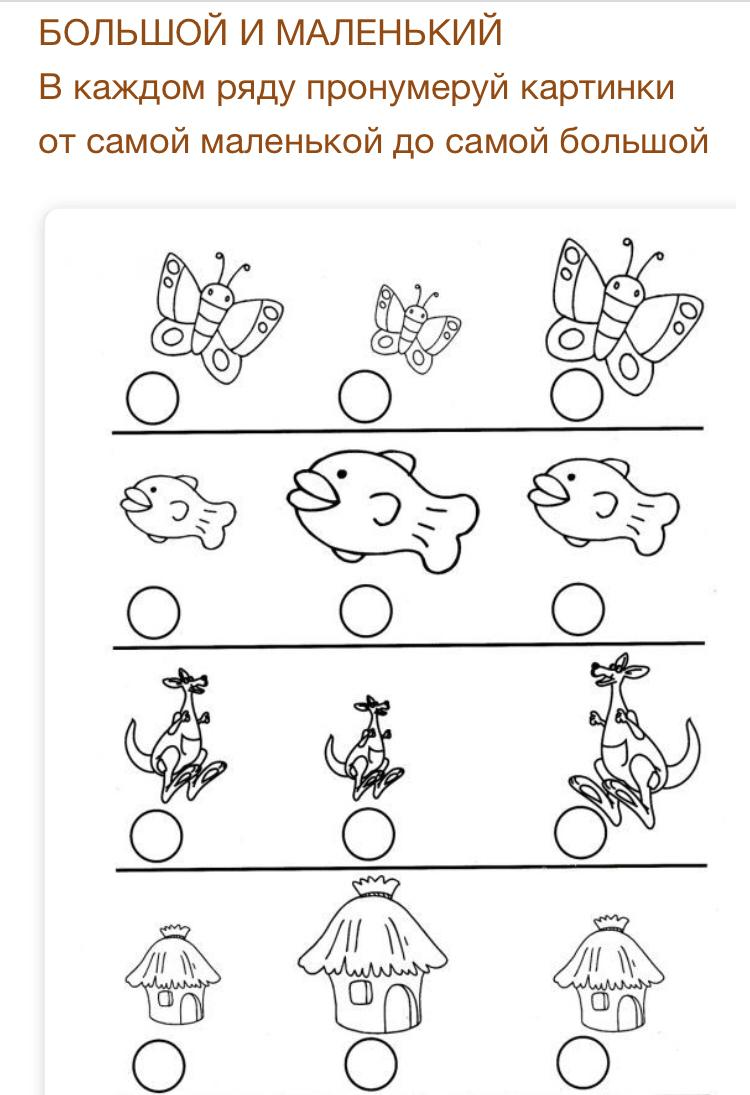 БОЛЬШОЙ И МАЛЕНЬКИЙ
В каждом ряду пронумеруй картинки
от самой маленькой до самой большой